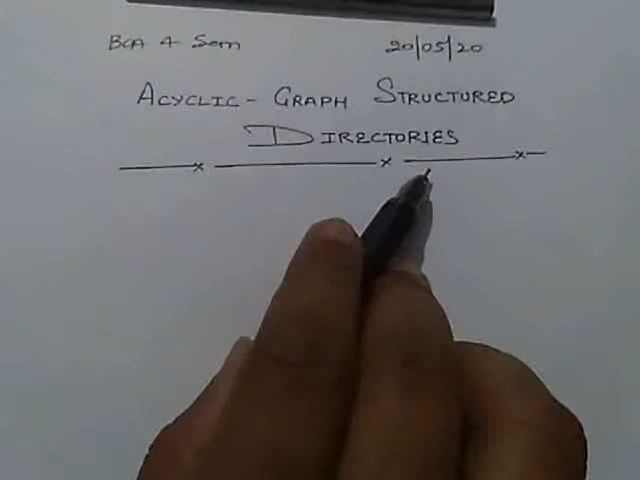 BCA 4 Sem 20/05/20
ACYCLIC - GRAPH STRUCTURED
DIRECTORIES